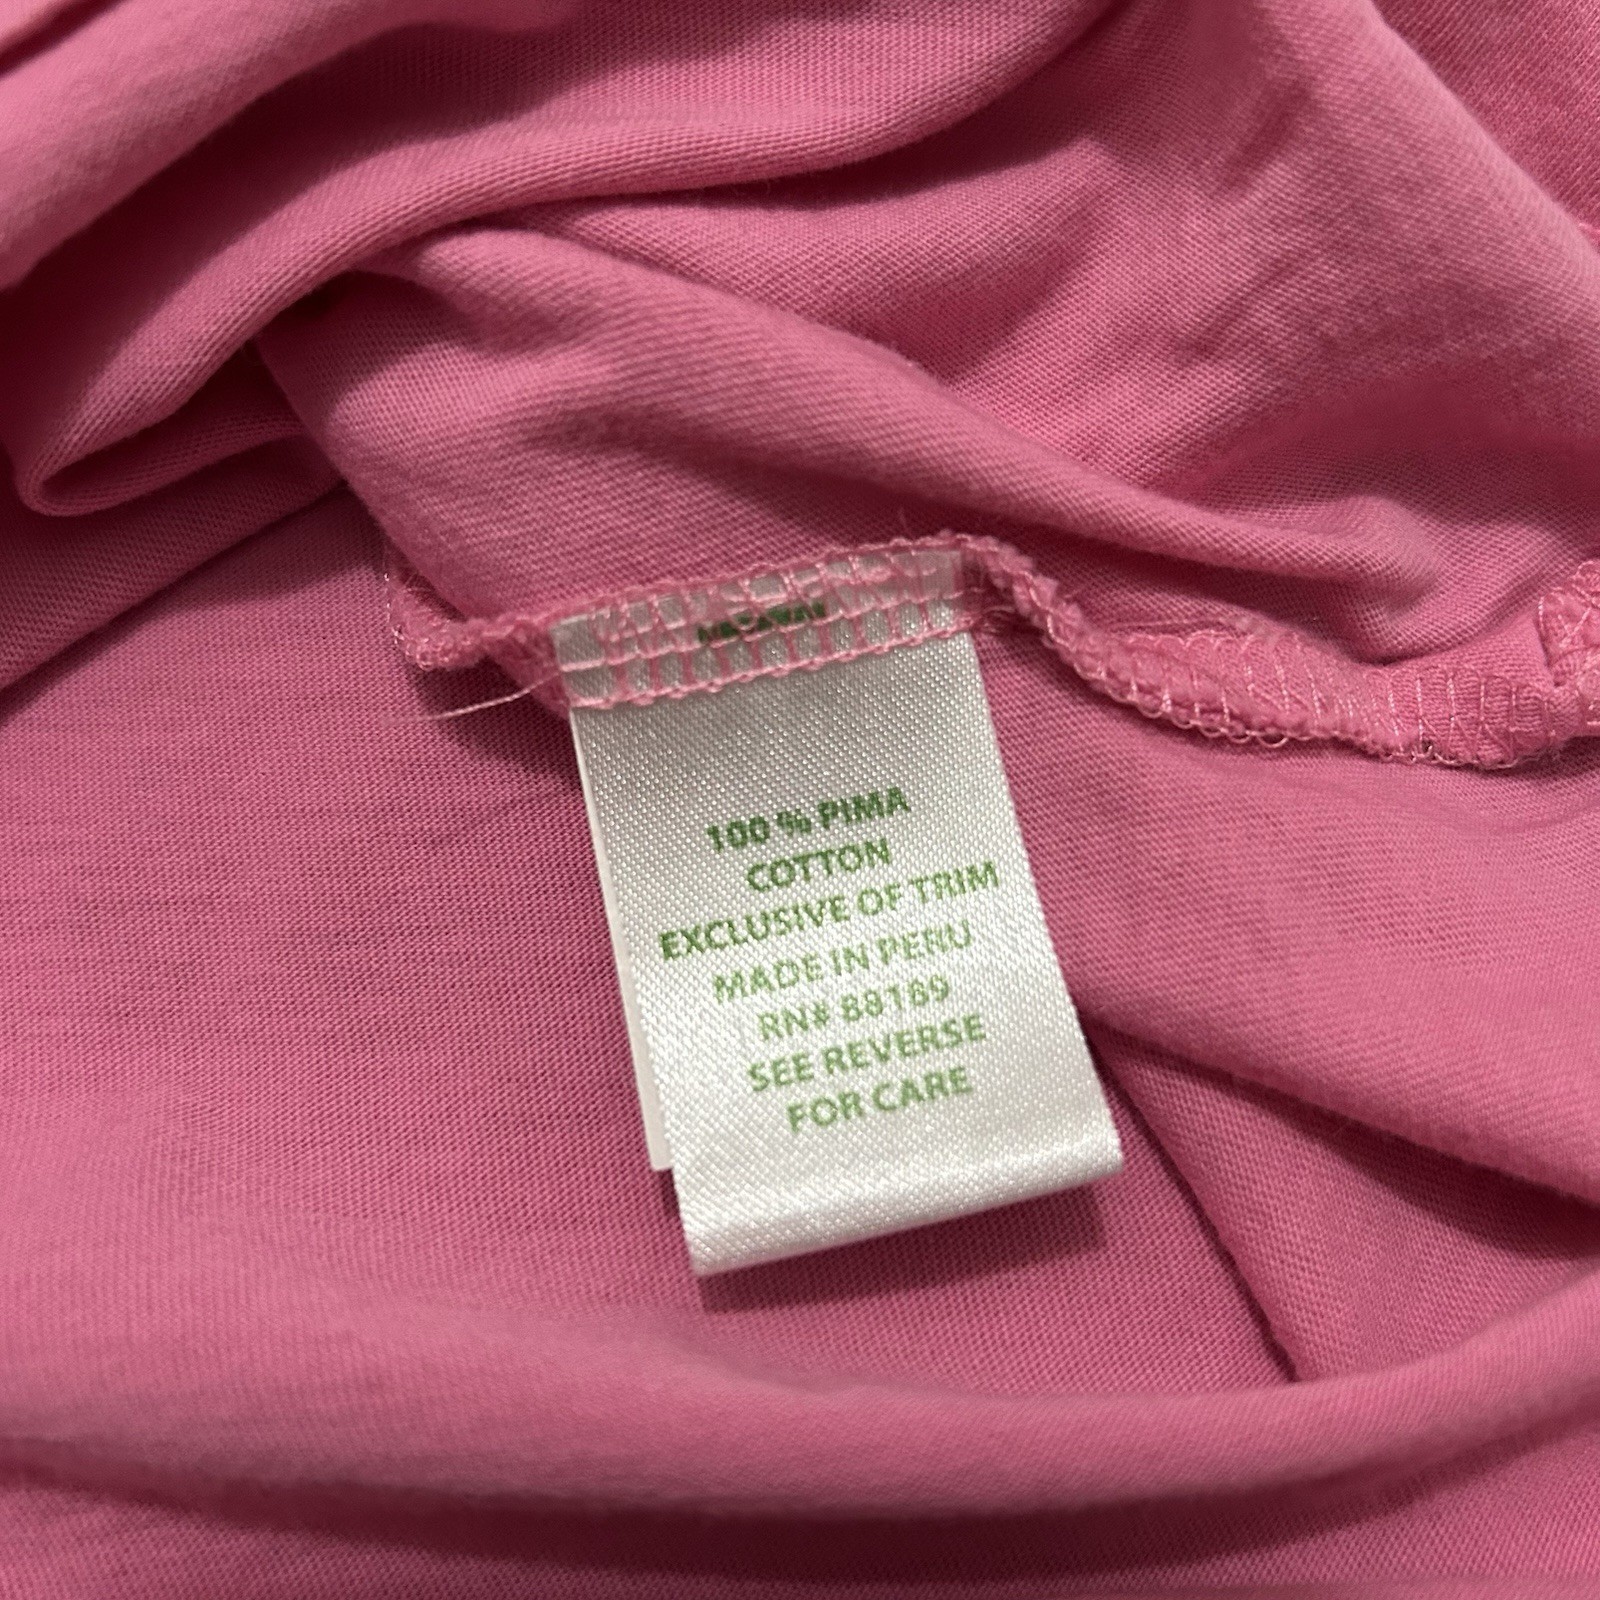 100 % PIMA
COTTON
EXCLUSIVE OF TRIM
MADE IN PERU
RN# 88189
SEE REVERSE
FOR CARE